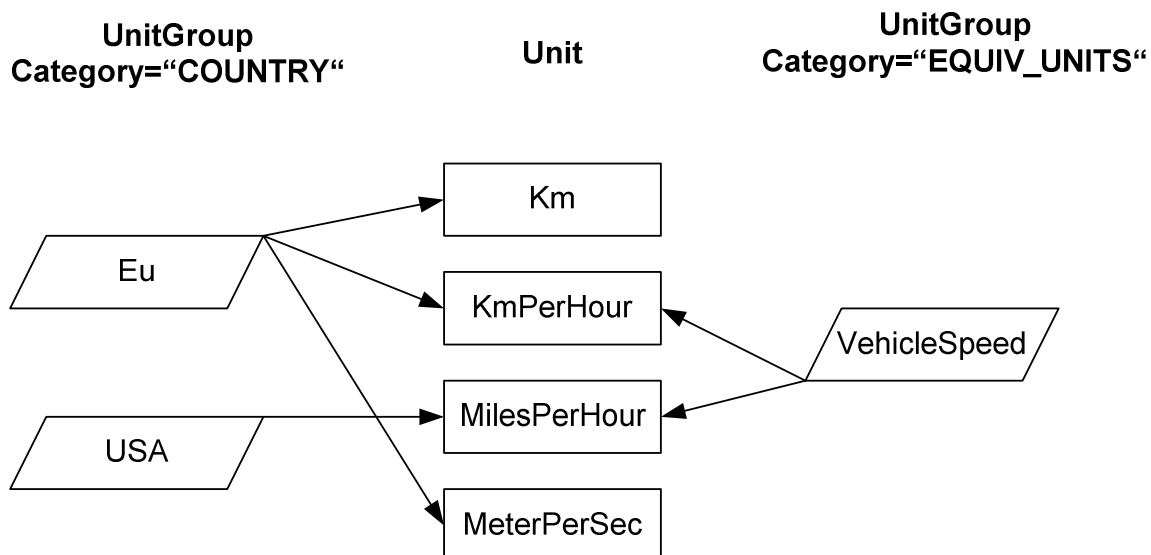 UnitGroup
Category=“COUNTRY“
Unit
UnitGroup
Category=“EQUIV_UNITS“
Km
Eu
KmPerHour
VehicleSpeed
MilesPerHour
USA
MeterPerSec